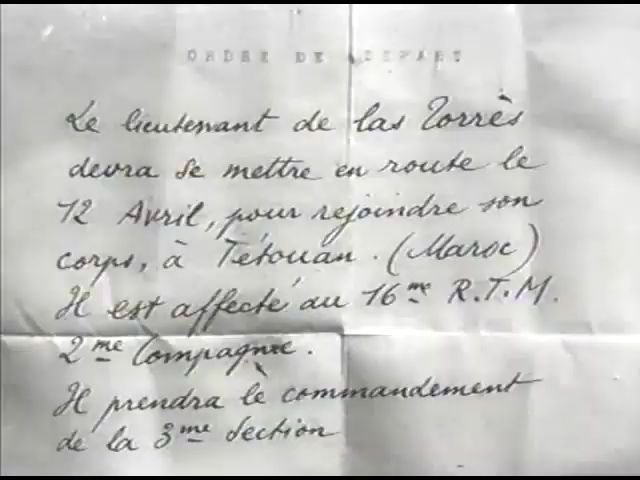 ORDRE DE DEPART
Le lieutenant de las Torrès
devra se mettre en route le
12 Avril, pour rejoindre son
corps, à Tétouan. (Maroc)
Il est affecté au 16me R.T.M.
2me Compagnie.
Il prendra le commandement
de la 3me Section